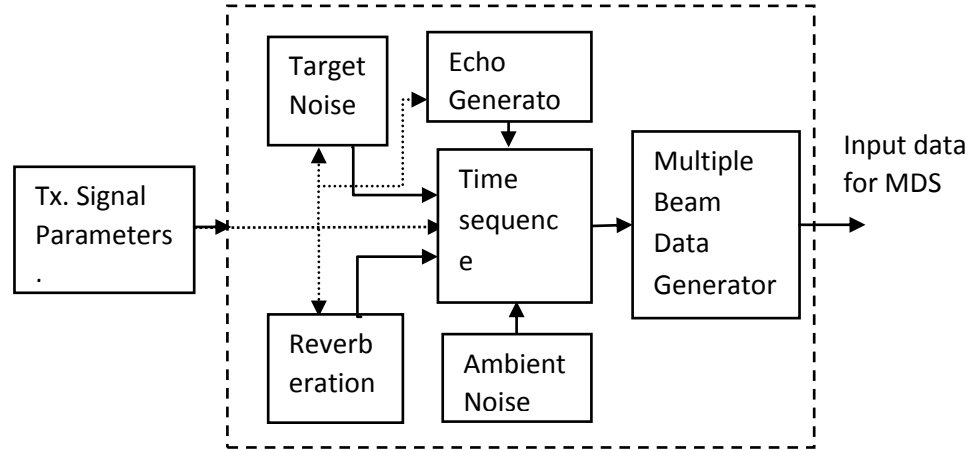 Tx. Signal
Parameters
.
Target
Noise
Echo
Generato
Time
sequenc
e
Reverb
eration
Ambient
Noise
Multiple
Beam
Data
Generator
Input data
for MDS